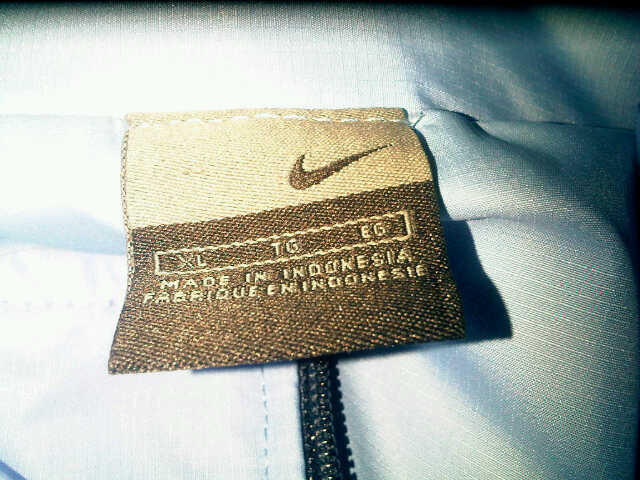 XL TG EG
MADE IN INDONESIA
FABRIQUE EN INDONESIE